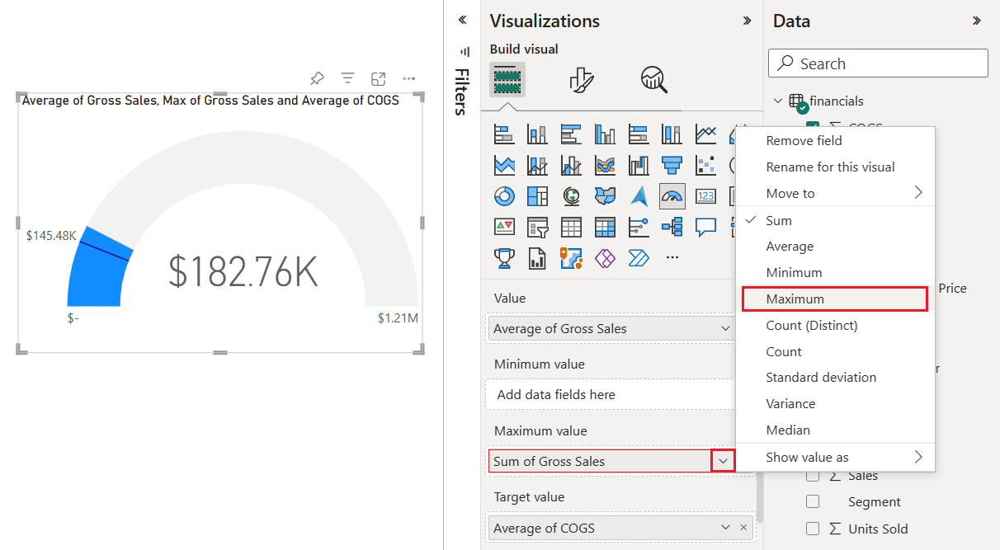 Average of Gross Sales, Max of Gross Sales and Average of COGS
$145.48K
$182.76K
$-
$1.21M
Filters
Visualizations
Build visual
123
Value
Average of Gross Sales
Minimum value
Add data fields here
Maximum value
Sum of Gross Sales
Target value
Average of COGS
Remove field
Rename for this visual
Move to
Sum
Average
Minimum
Maximum
Count (Distinct)
Count
Standard deviation
Variance
Median
Show value as
Data
Search
financials
COGS
Price
r
Sales
Segment
Units Sold